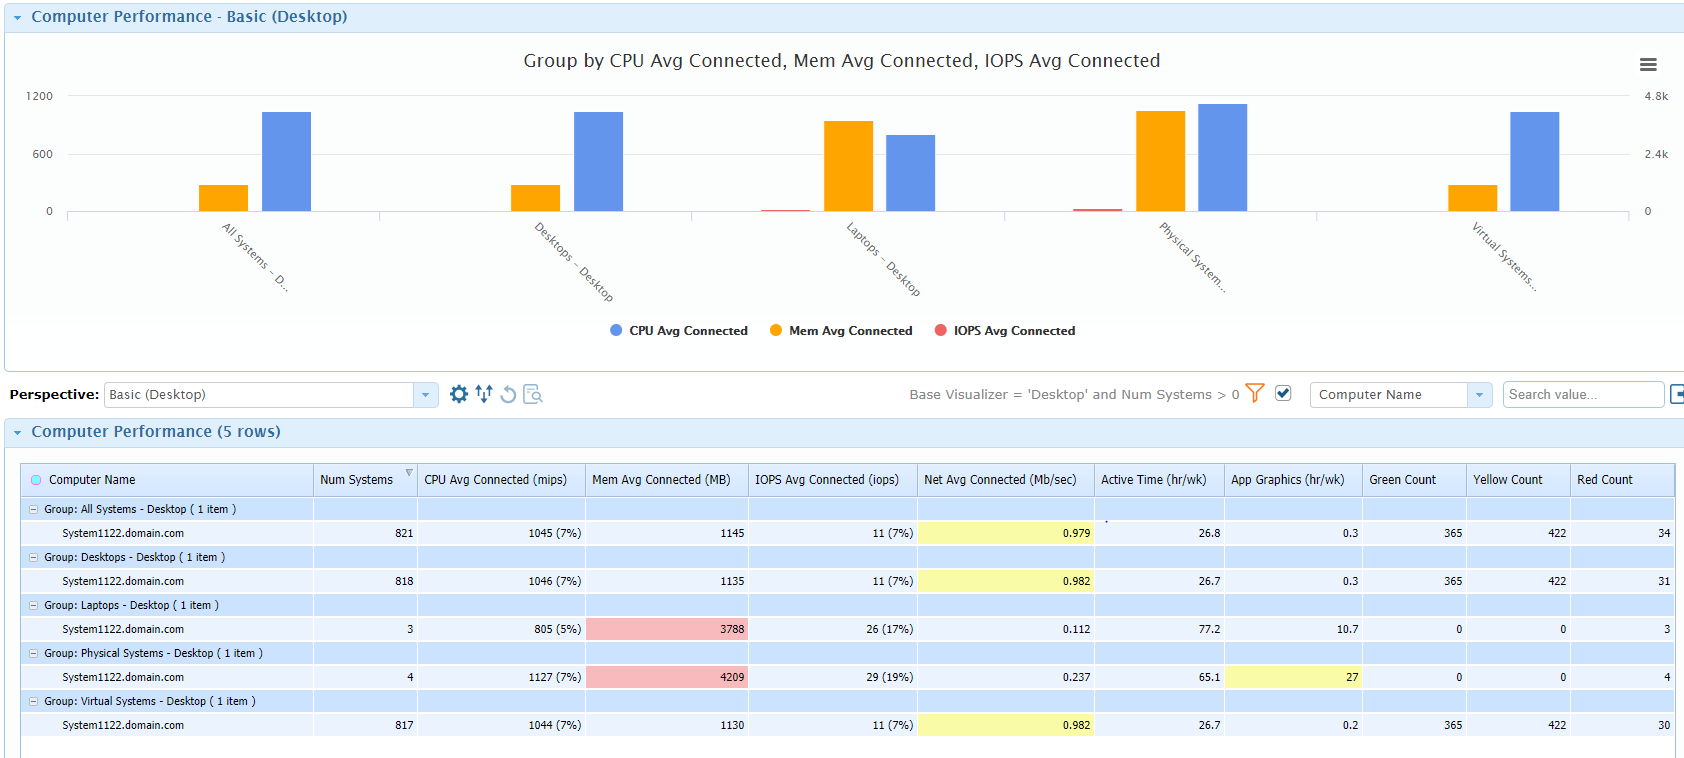 Computer Performance - Basic (Desktop)
Group by CPU Avg Connected, Mem Avg Connected, IOPS Avg Connected
1200 4.8k
600 2.4k
0 0
All Systems - D... Desktops - Desktop Laptops - Desktop Physical System... Virtual Systems...
CPU Avg Connected Mem Avg Connected IOPS Avg Connected
Perspective: Basic (Desktop) Base Visualizer = 'Desktop' and Num Systems > 0 Computer Name Search value...
Computer Performance (5 rows)
Computer Name Num Systems CPU Avg Connected (mips) Mem Avg Connected (MB) IOPS Avg Connected (iops) Net Avg Connected (Mb/sec) Active Time (hr/wk) App Graphics (hr/wk) Green Count Yellow Count Red Count
Group: All Systems - Desktop ( 1 item )
System1122.domain.com 821 1045 (7%) 1145 11 (7%) 0.979 26.8 0.3 365 422 34
Group: Desktops - Desktop ( 1 item )
System1122.domain.com 818 1046 (7%) 1135 11 (7%) 0.982 26.7 0.3 365 422 31
Group: Laptops - Desktop ( 1 item )
System1122.domain.com 3 805 (5%) 3788 26 (17%) 0.112 77.2 10.7 0 0 3
Group: Physical Systems - Desktop ( 1 item )
System1122.domain.com 4 1127 (7%) 4209 29 (19%) 0.237 65.1 27 0 0 4
Group: Virtual Systems - Desktop ( 1 item )
System1122.domain.com 817 1044 (7%) 1130 11 (7%) 0.982 26.7 0.2 365 422 30